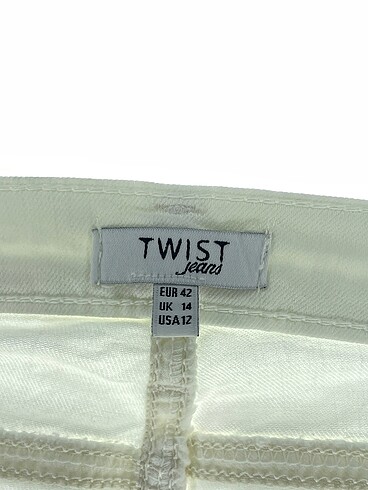 TWIST
jeans
EUR 42
UK 14
USA 12